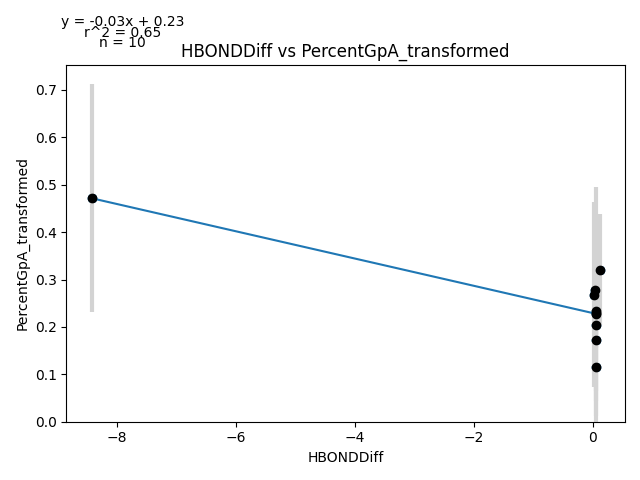 y = -0.03x + 0.23
r^2 = 0.65
n = 10
HBONDDiff vs PercentGpA_transformed
PercentGpA_transformed
0.7
0.6
0.5
0.4
0.3
0.2
0.1
0.0
−8
−6
−4
−2
0
HBONDDiff